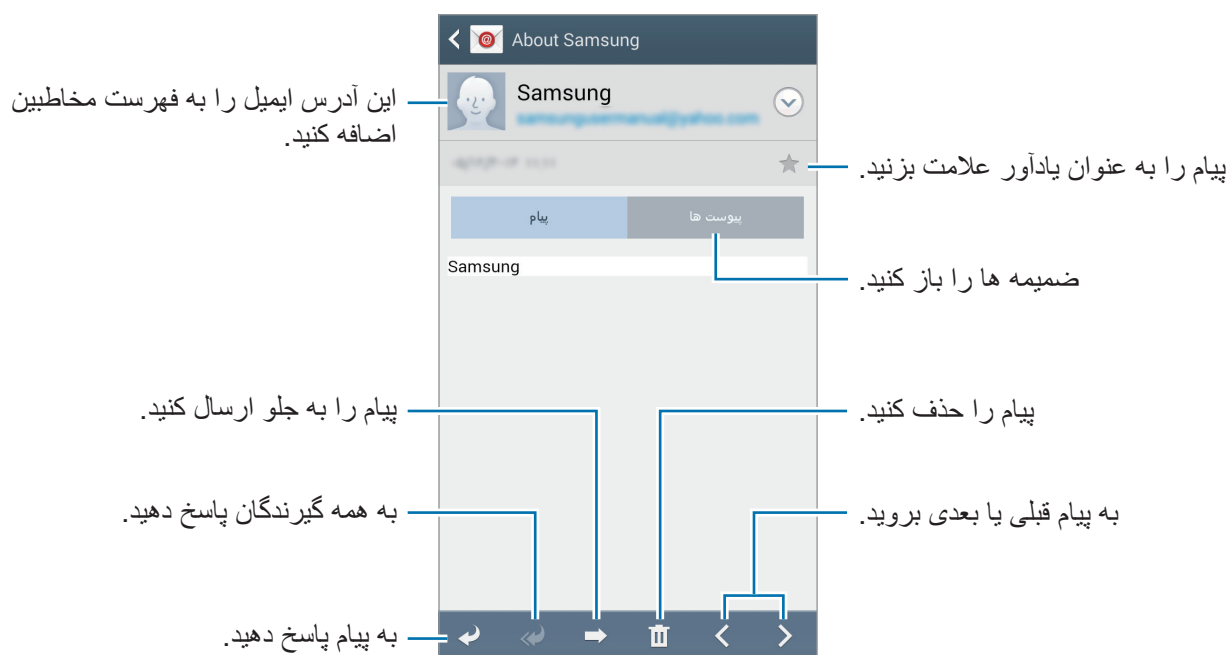 About Samsung
Samsung
این آدرس ایمیل را به فهرست مخاطبین
اضافه کنید.
پیام را به عنوان یادآور علامت بزنید.
پیوست ها
پیام
Samsung
ضمیمه ها را باز کنید.
پیام را به جلو ارسال کنید.
پیام را حذف کنید.
به همه گیرندگان پاسخ دهید.
به پیام قبلی یا بعدی بروید.
به پیام پاسخ دهید.